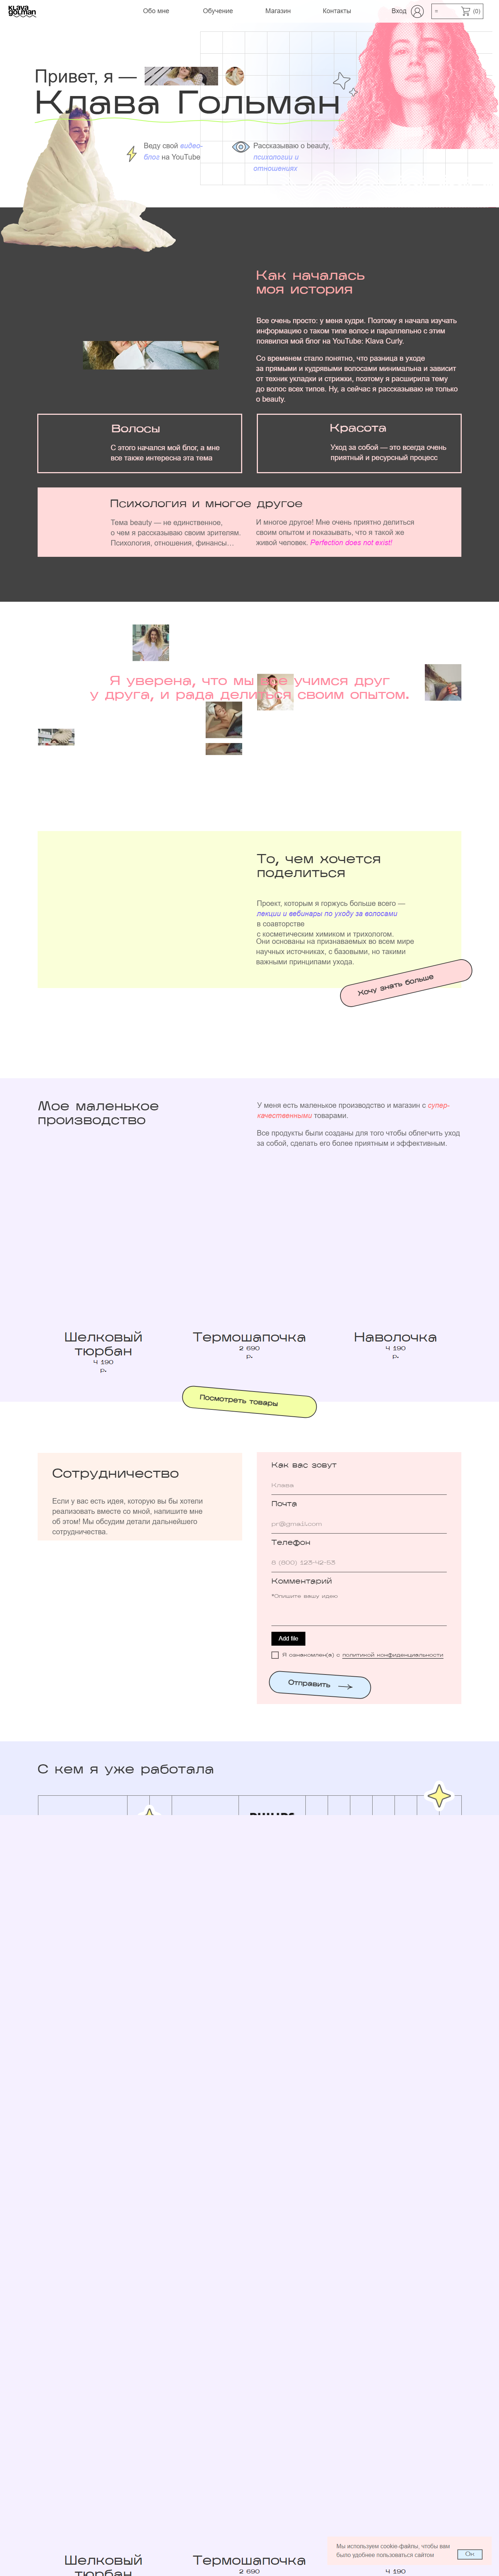 KLAVA
GOLMAN
Обо мне
Обучение
Магазин
Контакты
Вход
(0)
Привет, я —
Клава Гольман
Веду свой видео-
блог на YouTube
Рассказываю о beauty,
психологии и
отношениях
Как началась
моя история
Все очень просто: у меня кудри. Поэтому я начала изучать
информацию о таком типе волос и параллельно с этим
появился мой блог на YouTube: Klava Curly.
Со временем стало понятно, что разница в уходе
за прямыми и кудрявыми волосами минимальна и зависит
от техник укладки и стрижки, поэтому я расширила тему
до волос всех типов. Ну, а сейчас я рассказываю не только
о beauty.
Волосы
С этого начался мой блог, а мне
все также интересна эта тема
Красота
Уход за собой — это всегда очень
приятный и ресурсный процесс
Психология и многое другое
Тема beauty — не единственное,
о чем я рассказываю своим зрителям.
Психология, отношения, финансы…
И многое другое! Мне очень приятно делиться
своим опытом и показывать, что я такой же
живой человек. Perfection does not exist!
Я уверена, что мы все учимся друг
у друга, и рада делиться своим опытом.
То, чем хочется
поделиться
Проект, которым я горжусь больше всего —
лекции и вебинары по уходу за волосами
в соавторстве
с косметическим химиком и трихологом.
Они основаны на признаваемых во всем мире
научных источниках, с базовыми, но такими
важными принципами ухода.
Хочу знать больше
Мое маленькое
производство
У меня есть маленькое производство и магазин с супер-
качественными товарами.
Все продукты были созданы для того чтобы облегчить уход
за собой, сделать его более приятным и эффективным.
Шелковый
тюрбан
4 190
р.
Термошапочка
2 690
р.
Наволочка
4 190
р.
Посмотреть товары
Сотрудничество
Если у вас есть идея, которую вы бы хотели
реализовать вместе со мной, напишите мне
об этом! Мы обсудим детали дальнейшего
сотрудничества.
Как вас зовут
Клава
Почта
pr@gmail.com
Телефон
8 (800) 123-42-53
Комментарий
*Опишите вашу идею
Add file
Я ознакомлен(а) с политикой конфиденциальности
Отправить
С кем я уже работала
PHILIPS
Шелковый
тюрбан
Термошапочка
2 690
Наволочка
4 190
Мы используем cookie-файлы, чтобы вам
было удобнее пользоваться сайтом
Ок